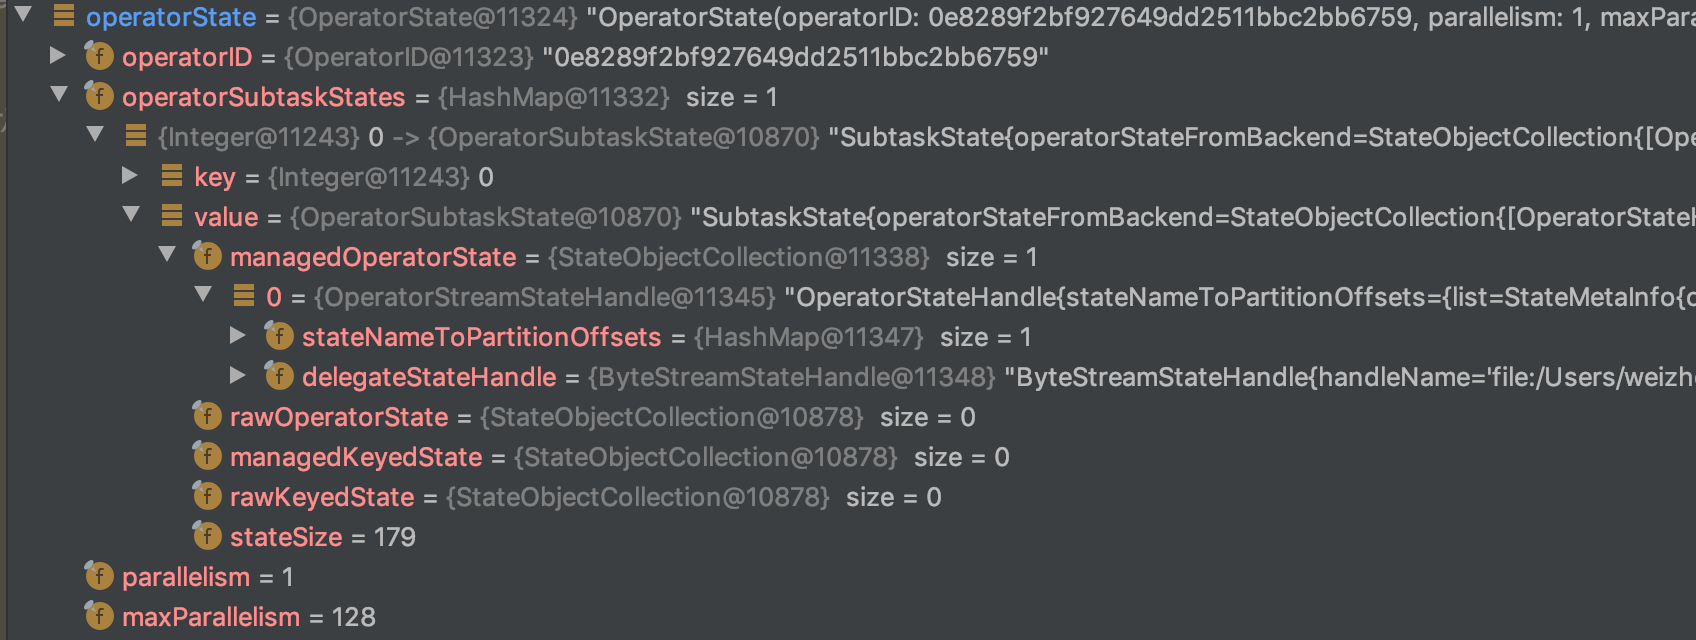 operatorState = {OperatorState@11324} "OperatorState(operatorID: 0e8289f2bf927649dd2511bbc2bb6759, parallelism: 1, maxPara
operatorID = {OperatorID@11323} "0e8289f2bf927649dd2511bbc2bb6759"
operatorSubtaskStates = {HashMap@11332} size = 1
{Integer@11243} 0 -> {OperatorSubtaskState@10870} "SubtaskState{operatorStateFromBackend=StateObjectCollection{[Ope
key = {Integer@11243} 0
value = {OperatorSubtaskState@10870} "SubtaskState{operatorStateFromBackend=StateObjectCollection{[OperatorStateH
managedOperatorState = {StateObjectCollection@11338} size = 1
0 = {OperatorStreamStateHandle@11345} "OperatorStateHandle{stateNameToPartitionOffsets={list=StateMetaInfo{o
stateNameToPartitionOffsets = {HashMap@11347} size = 1
delegateStateHandle = {ByteStreamStateHandle@11348} "ByteStreamStateHandle{handleName='file:/Users/weizho
rawOperatorState = {StateObjectCollection@10878} size = 0
managedKeyedState = {StateObjectCollection@10878} size = 0
rawKeyedState = {StateObjectCollection@10878} size = 0
stateSize = 179
parallelism = 1
maxParallelism = 128